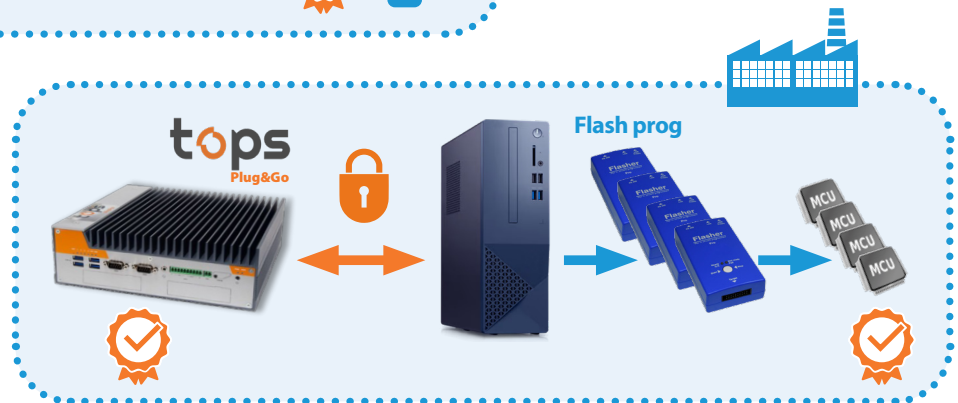 tops
Plug&Go
Flash prog
Flasher
Flasher
Flasher
Flasher
MCU
MCU
MCU
MCU